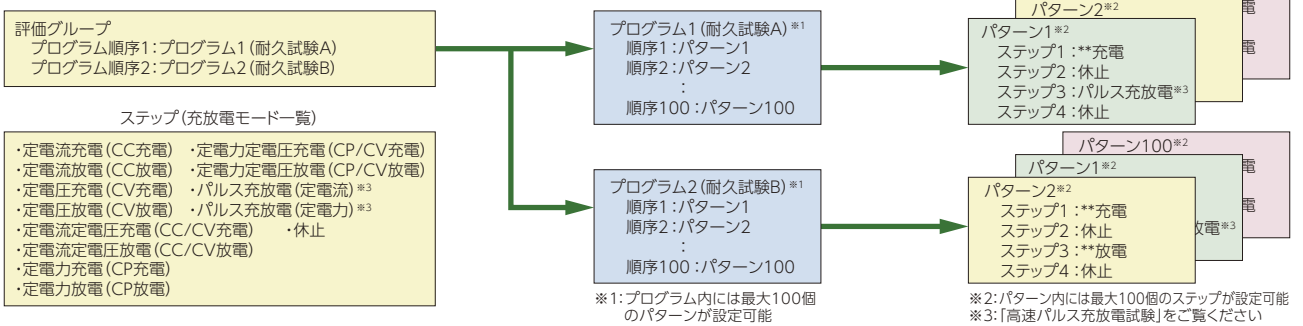 評価グループ
プログラム順序1：プログラム1（耐久試験A）
プログラム順序2：プログラム2（耐久試験B）
ステップ（充放電モード一覧）
・定電流充電（CC充電） ・定電力定電圧充電（CP/CV充電）
・定電流放電（CC放電） ・定電力定電圧放電（CP/CV放電）
・定電圧充電（CV充電） ・パルス充放電（定電流）※3
・定電圧放電（CV放電） ・パルス充放電（定電力）※3
・定電流定電圧充電（CC/CV充電） ・休止
・定電流定電圧放電（CC/CV放電）
・定電力充電（CP充電）
・定電力放電（CP放電）
プログラム1（耐久試験A）※1
順序1：パターン1
順序2：パターン2
：
順序100：パターン100
プログラム2（耐久試験B）※1
順序1：パターン1
順序2：パターン2
：
順序100：パターン100
※1：プログラム内には最大100個
のパターンが設定可能
パターン2※2
電
電
パターン1※2
ステップ1：**充電
ステップ2：休止
ステップ3：パルス充放電※3
ステップ4：休止
パターン100※2
電
電
パターン1※2
放電※3
パターン2※2
ステップ1：**充電
ステップ2：休止
ステップ3：**放電
ステップ4：休止
※2：パターン内には最大100個のステップが設定可能
※3：「高速パルス充放電試験」をご覧ください